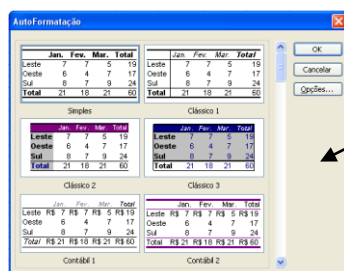 AutoFormatação
Jan. Fev. Mar. Total
Leste 7 7 5 19
Oeste 6 4 7 17
Sul 8 7 9 24
Total 21 18 21 60
Simples
Jan. Fev. Mar. Total
Leste 7 7 5 19
Oeste 6 4 7 17
Sul 8 7 9 24
Total 21 18 21 60
Clássico 1
Jan. Fev. Mar. Total
Leste 7 7 5 19
Oeste 6 4 7 17
Sul 8 7 9 24
Total 21 18 21 60
Clássico 2
Jan. Fev. Mar. Total
Leste 7 7 5 19
Oeste 6 4 7 17
Sul 8 7 9 24
Total 21 18 21 60
Clássico 3
Jan. Fev. Mar. Total
Leste R$ 7 R$ 7 R$ 5 R$ 19
Oeste 6 4 7 17
Sul 8 7 9 24
Total R$ 21 R$ 18 R$ 21 R$ 60
Contábil 1
Jan. Fev. Mar. Total
Leste R$ 7 R$ 7 R$ 5 R$ 19
Oeste 6 4 7 17
Sul 8 7 9 24
Total R$ 21 R$ 18 R$ 21 R$ 60
Contábil 2
OK
Cancelar
Opções...